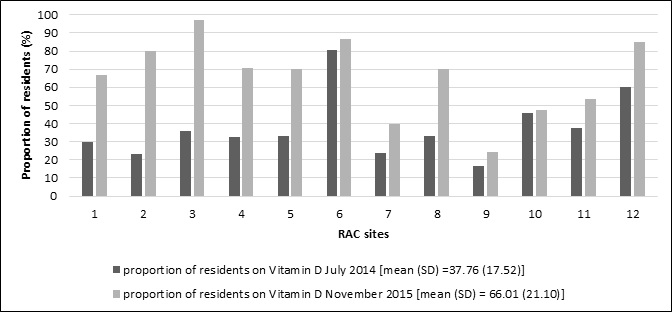 Proportion of residents (%)
100
90
80
70
60
50
40
30
20
10
0
1 2 3 4 5 6 7 8 9 10 11 12
RAC sites
proportion of residents on Vitamin D July 2014 [mean (SD) =37.76 (17.52)]
proportion of residents on Vitamin D November 2015 [mean (SD) = 66.01 (21.10)]